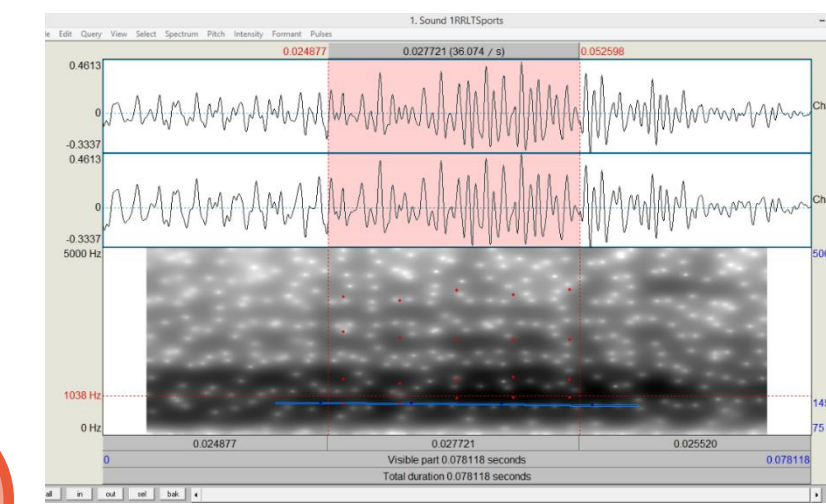 1. Sound 1RRLTSports
Edit Query View Select Spectrum Pitch Intensity Formant Pulses
0.024877 0.027721 (36.074 / s) 0.052598
0.4613
0
-0.3337
0.4613
0
-0.3337
5000 Hz
1038 Hz
0 Hz
75
0.024877 0.027721 0.025520
0 Visible part 0.078118 seconds 0.078118
Total duration 0.078118 seconds
in out sel bak